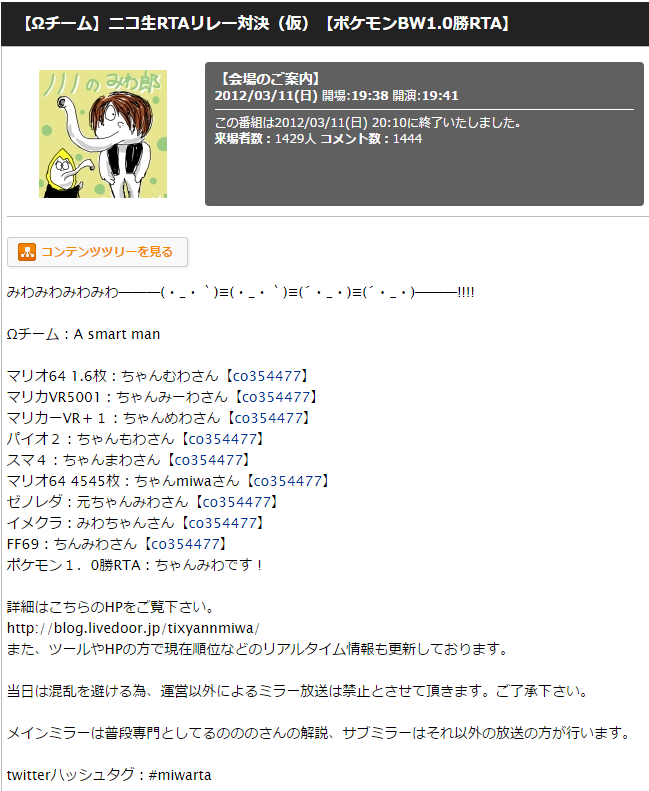 【Ωチーム】ニコ生RTAリレー対決（仮）【ポケモンBW1.0勝RTA】
ノノノのみわ郎
【会場のご案内】
2012/03/11(日) 開場:19:38 開演:19:41
この番組は2012/03/11(日) 20:10に終了いたしました。
来場者数：1429人 コメント数：1444
コンテンツツリーを見る
みわみわみわみわ━━━(・_・｀)≡(・_・｀)≡(´・_・)≡(´・_・)━━━!!!!
Ωチーム：A smart man
マリオ64 1.6枚：ちゃんむわさん【co354477】
マリカVR5001：ちゃんみーわさん【co354477】
マリカーVR＋１：ちゃんめわさん【co354477】
パイオ２：ちゃんもわさん【co354477】
スマ４：ちゃんまわさん【co354477】
マリオ64 4545枚：ちゃんmiwaさん【co354477】
ゼノレダ：元ちゃんみわさん【co354477】
イメクラ：みわちゃんさん【co354477】
FF69：ちんみわさん【co354477】
ポケモン１．0勝RTA：ちゃんみわです！
詳細はこちらのHPをご覧下さい。
http://blog.livedoor.jp/tixyannmiwa/
また、ツールやHPの方で現在順位などのリアルタイム情報も更新しております。
当日は混乱を避ける為、運営以外によるミラー放送は禁止とさせて頂きます。ご了承下さい。
メインミラーは普段専門としてるのののさんの解説、サブミラーはそれ以外の放送の方が行います。
twitterハッシュタグ：#miwarta